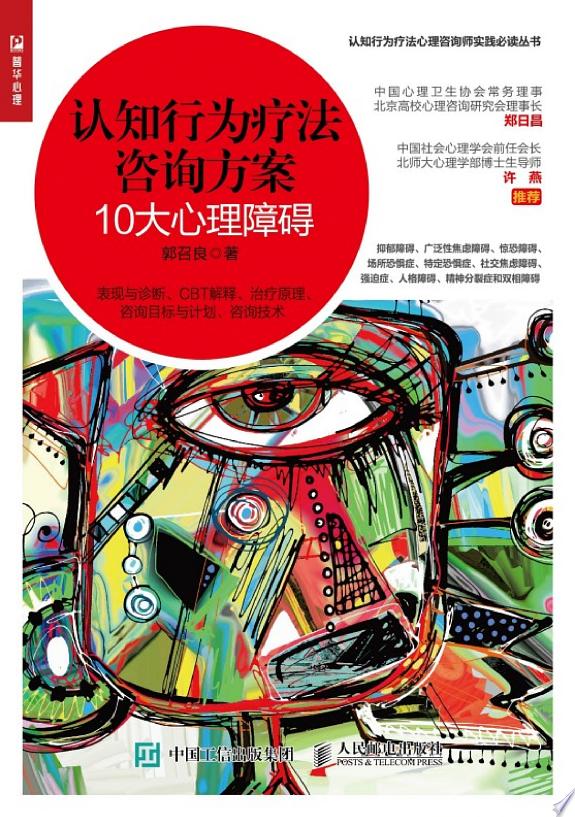 普华心理
认知行为疗法心理咨询师实践必读丛书
中国心理卫生协会常务理事
北京高校心理咨询研究会理事长
郑日昌
中国社会心理学会前任会长
北师大心理学部博士生导师
许 燕
推荐
认知行为疗法
咨询方案
10大心理障碍
郭召良◎著
表现与诊断、CBT解释、治疗原理、
咨询目标与计划、咨询技术
抑郁障碍、广泛性焦虑障碍、惊恐障碍、
场所恐惧症、特定恐惧症、社交焦虑障碍、
强迫症、人格障碍、精神分裂症和双相障碍
中国工信出版集团
人民邮电出版社
POSTS & TELECOM PRESS